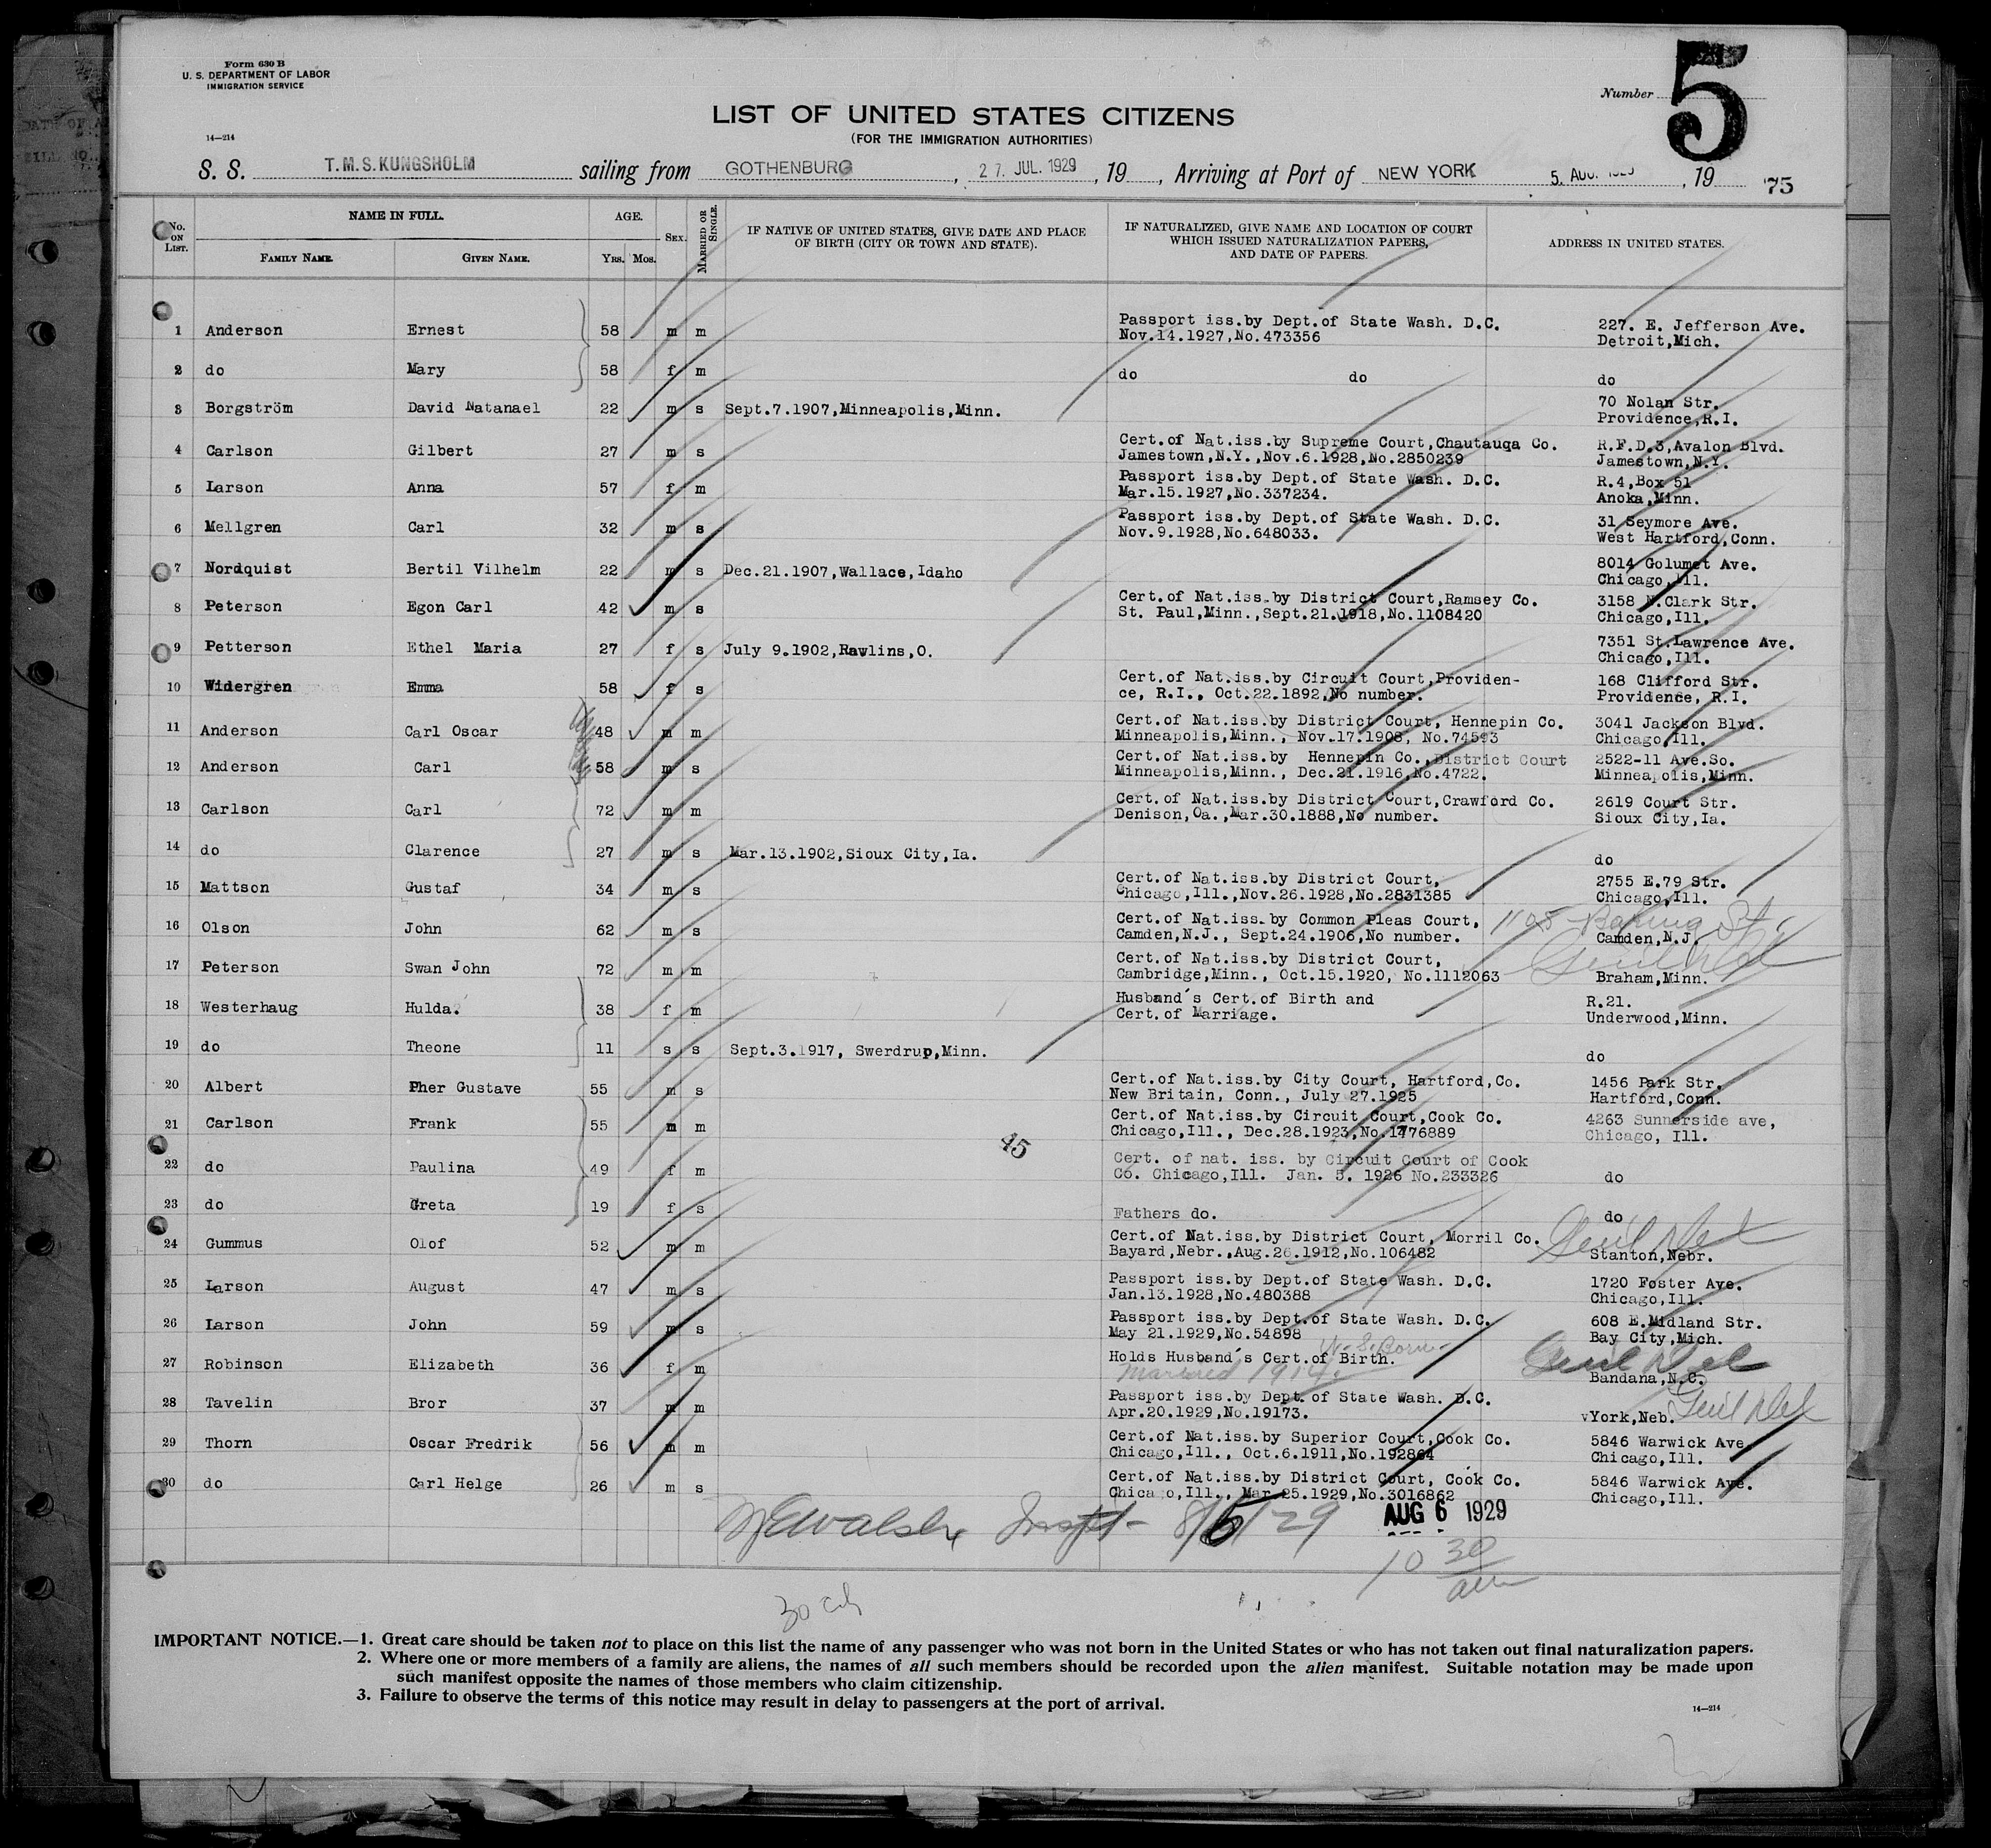 Form 630 B
U. S. DEPARTMENT OF LABOR
IMMIGRATION SERVICE
14—214
Number 5
LIST OF UNITED STATES CITIZENS
(FOR THE IMMIGRATION AUTHORITIES)
S. S. T.M.S.KUNGSHOLM sailing from GOTHENBURG, 27. JUL. 1929, 19 , Arriving at Port of NEW YORK 5. AUG. 1929, 19 75
No. ON LIST. NAME IN FULL. AGE. SEX. MARRIED OR SINGLE. IF NATIVE OF UNITED STATES, GIVE DATE AND PLACE OF BIRTH (CITY OR TOWN AND STATE). IF NATURALIZED, GIVE NAME AND LOCATION OF COURT WHICH ISSUED NATURALIZATION PAPERS, AND DATE OF PAPERS. ADDRESS IN UNITED STATES.
FAMILY NAME. GIVEN NAME. YRS. MOS.
1 Anderson Ernest 58 m m Passport iss.by Dept.of State Wash. D.C. Nov.14.1927,No.473356 227. E. Jefferson Ave. Detroit,Mich.
2 do Mary 58 f m do do do
3 Borgström David Natanael 22 m s Sept.7.1907,Minneapolis,Minn. 70 Nolan Str. Providence,R.I.
4 Carlson Gilbert 27 m s Cert.of Nat.iss.by Supreme Court,Chautauqa Co. Jamestown,N.Y.,Nov.6.1928,No.2850239 R.F.D.3,Avalon Blvd. Jamestown,N.Y.
5 Larson Anna 57 f m Passport iss.by Dept.of State Wash. D.C. Mar.15.1927,No.337234. R.4,Box 51 Anoka,Minn.
6 Mellgren Carl 32 m s Passport iss.by Dept.of State Wash. D.C. Nov.9.1928,No.648033. 31 Seymore Ave. West Hartford,Conn.
7 Nordquist Bertil Vilhelm 22 m s Dec.21.1907,Wallace,Idaho 8014 Golumet Ave. Chicago,Ill.
8 Peterson Egon Carl 42 m s Cert.of Nat.iss.by District Court,Ramsey Co. St. Paul,Minn.,Sept.21.1918,No.1108420 3158 N.Clark Str. Chicago,Ill.
9 Petterson Ethel Maria 27 f s July 9.1902,Rawlins,O. 7351 St.Lawrence Ave. Chicago,Ill.
10 Widergren Emma 58 f s Cert.of Nat.iss.by Circuit Court,Providen- ce, R.I., Oct.22.1892,No number. 168 Clifford Str. Providence, R.I.
11 Anderson Carl Oscar 48 m m Cert.of Nat.iss.by District Court, Hennepin Co. Minneapolis,Minn., Nov.17.1908, No.74593 3041 Jackson Blvd. Chicago,Ill.
12 Anderson Carl 58 m s Cert.of Nat.iss.by Hennepin Co.,District Court Minneapolis,Minn., Dec.21.1916,No.4722. 2522-11 Ave.So. Minneapolis,Minn.
13 Carlson Carl 72 m m Cert.of Nat.iss.by District Court,Crawford Co. Denison,Oa.,Mar.30.1888,No number. 2619 Court Str. Sioux City,Ia.
14 do Clarence 27 m s Mar.13.1902,Sioux City,Ia. do
15 Mattson Gustaf 34 m s Cert.of Nat.iss.by District Court, Chicago,Ill.,Nov.26.1928,No.2831385 2755 E.79 Str. Chicago,Ill.
16 Olson John 62 m s Cert.of Nat.iss.by Common Pleas Court, Camden,N.J., Sept.24.1906,No number. 1105 St. Camden,N.J.
17 Peterson Swan John 72 m m Cert.of Nat.iss.by District Court, Cambridge,Minn., Oct.15.1920, No.1112063 Genl Del Braham,Minn.
18 Westerhaug Hulda. 38 f m Husband's Cert.of Birth and Cert.of Marriage. R.21. Underwood,Minn.
19 do Theone 11 s s Sept.3.1917, Swerdrup,Minn. do
20 Albert Pher Gustave 55 m s Cert.of Nat.iss.by City Court, Hartford,Co. New Britain, Conn., July 27.1925 1456 Park Str. Hartford,Conn.
21 Carlson Frank 55 m m Cert.of Nat.iss.by Circuit Court,Cook Co. Chicago,Ill., Dec.28.1923,No.1776889 4263 Sunnerside ave, Chicago, Ill.
45
22 do Paulina 49 f m Cert. of nat. iss. by Circuit Court of Cook Co. Chicago,Ill. Jan. 5. 1926 No.233326 do
23 do Greta 19 f s Fathers do. do
24 Gummus Olof 52 m m Cert.of Nat.iss.by District Court, Morril Co. Bayard,Nebr.,Aug.26.1912,No.106482 Genl Del Stanton,Nebr.
25 Larson August 47 m s Passport iss.by Dept.of State Wash. D.C. Jan.13.1928,No.480388 1720 Foster Ave. Chicago,Ill.
26 Larson John 59 m s Passport iss.by Dept.of State Wash. D.C. May 21.1929,No.54898 608 E.Midland Str. Bay City,Mich.
27 Robinson Elizabeth 36 f m Holds Husband's Cert.of Birth. U.S. Born Married 1914. Genl Del Bandana,N.C.
28 Tavelin Bror 37 m m Passport iss.by Dept. of State Wash. D.C. Apr.20.1929,No.19173. York,Neb. Genl Del
29 Thorn Oscar Fredrik 56 m m Cert.of Nat.iss.by Superior Court,Cook Co. Chicago,Ill., Oct.6.1911,No.192864 5846 Warwick Ave. Chicago,Ill.
30 do Carl Helge 26 m s Cert.of Nat.iss.by District Court, Cook Co. Chicago,Ill., Mar.25.1929,No.3016862 5846 Warwick Ave. Chicago,Ill.
Walsh 8/6/29 AUG 6 1929
10 30 am
30
IMPORTANT NOTICE.—1. Great care should be taken not to place on this list the name of any passenger who was not born in the United States or who has not taken out final naturalization papers.
2. Where one or more members of a family are aliens, the names of all such members should be recorded upon the alien manifest. Suitable notation may be made upon
such manifest opposite the names of those members who claim citizenship.
3. Failure to observe the terms of this notice may result in delay to passengers at the port of arrival.
14—214